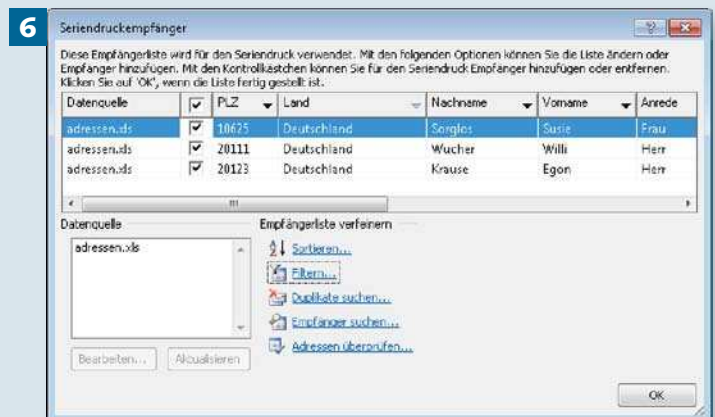 6
Seriendruckempfänger
Diese Empfängerliste wird für den Seriendruck verwendet. Mit den folgenden Optionen können Sie die Liste ändern oder
Empfänger hinzufügen. Mit den Kontrollkästchen können Sie für den Seriendruck Empfänger hinzufügen oder entfernen.
Klicken Sie auf 'OK', wenn die Liste fertig gestellt ist.
Datenquelle PLZ Land Nachname Vorname Anrede
adressen.xls 10625 Deutschland Sorglos Susie Frau
adressen.xls 20111 Deutschland Wucher Willi Herr
adressen.xls 20123 Deutschland Krause Egon Herr
Datenquelle Empfängerliste verfeinern
adressen.xls
Sortieren...
Filtern...
Duplikate suchen...
Empfänger suchen...
Adressen überprüfen...
Bearbeiten... Aktualisieren
OK